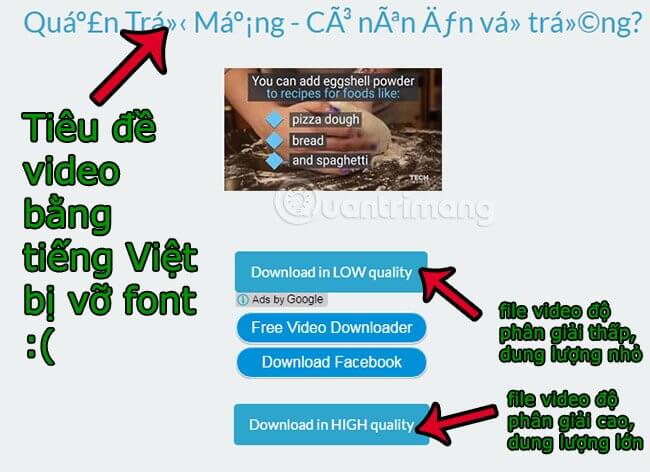 Quáº£n Trá»‹ Máº¡ng - CÃ³ nÃªn Äƒn vá» trá»©ng?
You can add eggshell powder
to recipes for foods like:
pizza dough
bread
and spaghetti
TECH
Quantrimang
Tiêu đề
video
bằng
tiếng Việt
bị vỡ font
:(
Download in LOW quality
Ads by Google
Free Video Downloader
Download Facebook
Download in HIGH quality
file video độ
phân giải thấp,
dung lượng nhỏ
file video độ
phân giải cao,
dung lượng lớn